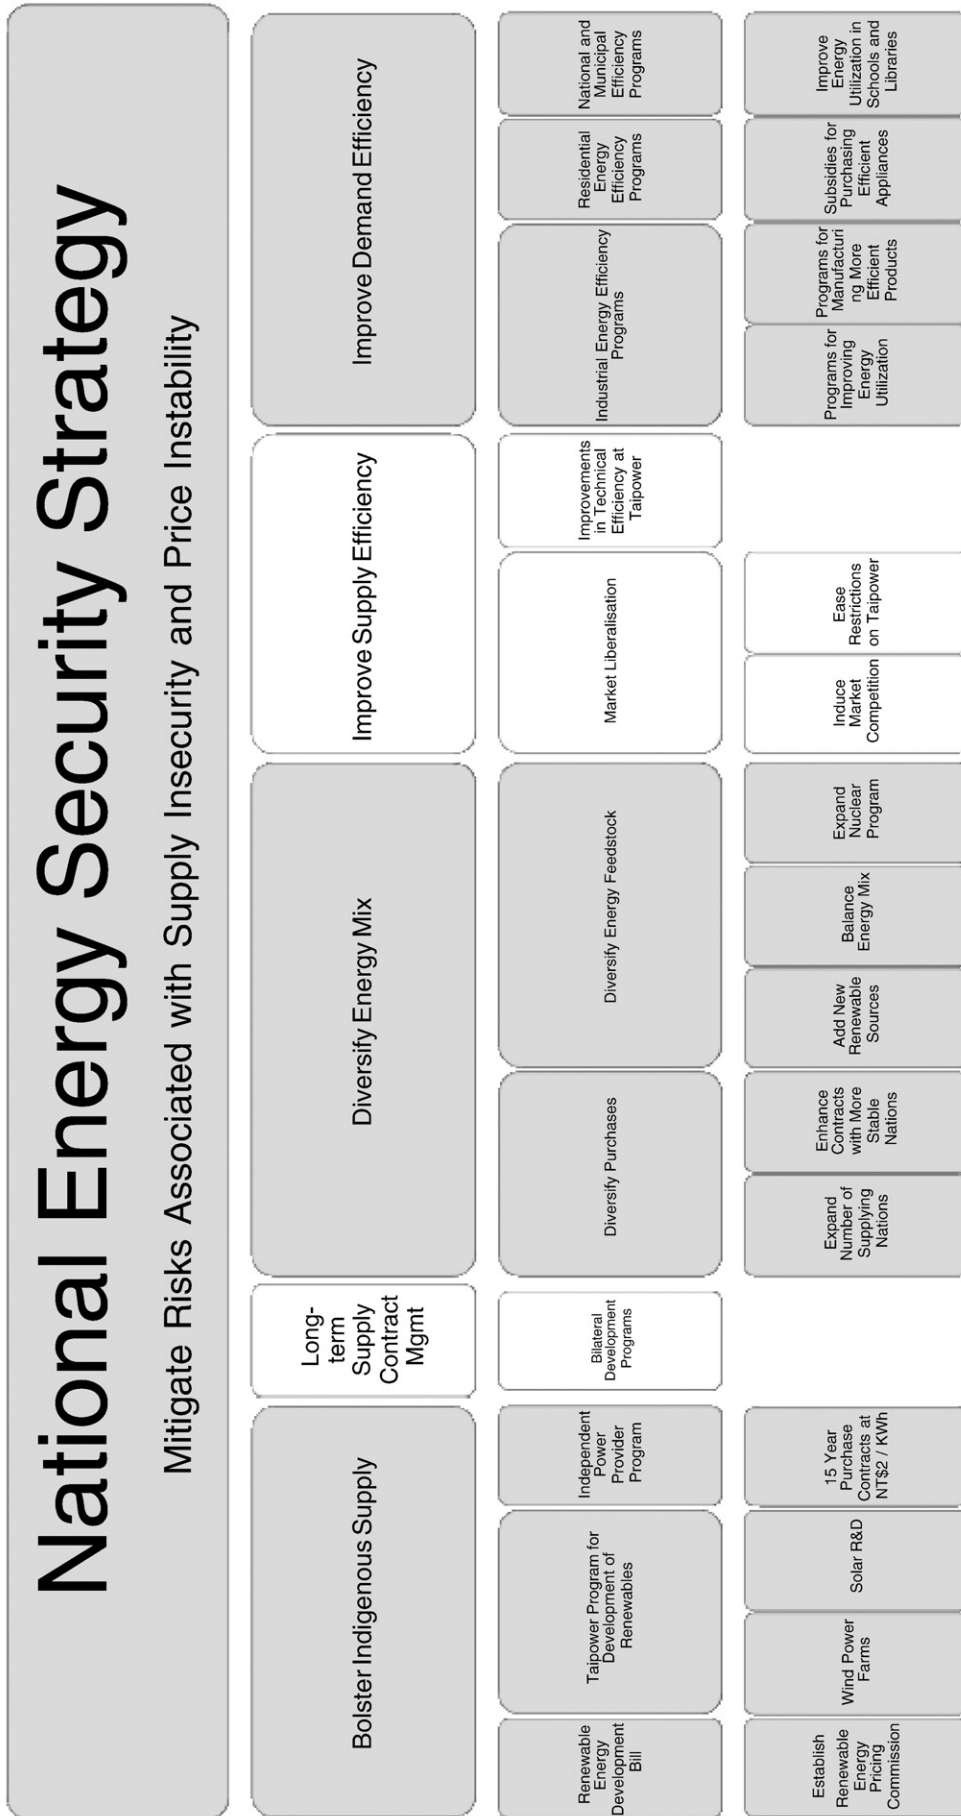 National Energy Security Strategy
Mitigate Risks Associated with Supply Insecurity and Price Instability
Bolster Indigenous Supply
Long-
term
Supply
Contract
Mgmt
Diversify Energy Mix
Improve Supply Efficiency
Improve Demand Efficiency
Renewable
Energy
Development
Bill
Taipower Program for
Development of
Renewables
Independent
Power
Provider
Program
Bilateral
Development
Programs
Diversify Purchases
Diversify Energy Feedstock
Market Liberalisation
Improvements
in Technical
Efficiency at
Taipower
Industrial Energy Efficiency
Programs
Residential
Energy
Efficiency
Programs
National and
Municipal
Efficiency
Programs
Establish
Renewable
Energy
Pricing
Commission
Wind Power
Farms
Solar R&D
15 Year
Purchase
Contracts at
NT$2 / KWh
Expand
Number of
Supplying
Nations
Enhance
Contracts
with More
Stable
Nations
Add New
Renewable
Sources
Balance
Energy Mix
Expand
Nuclear
Program
Induce
Market
Competition
Ease
Restrictions
on Taipower
Programs for
Improving
Energy
Utilization
Programs for
Manufacturi
ng More
Efficient
Products
Subsidies for
Purchasing
Efficient
Appliances
Improve
Energy
Utilization in
Schools and
Libraries